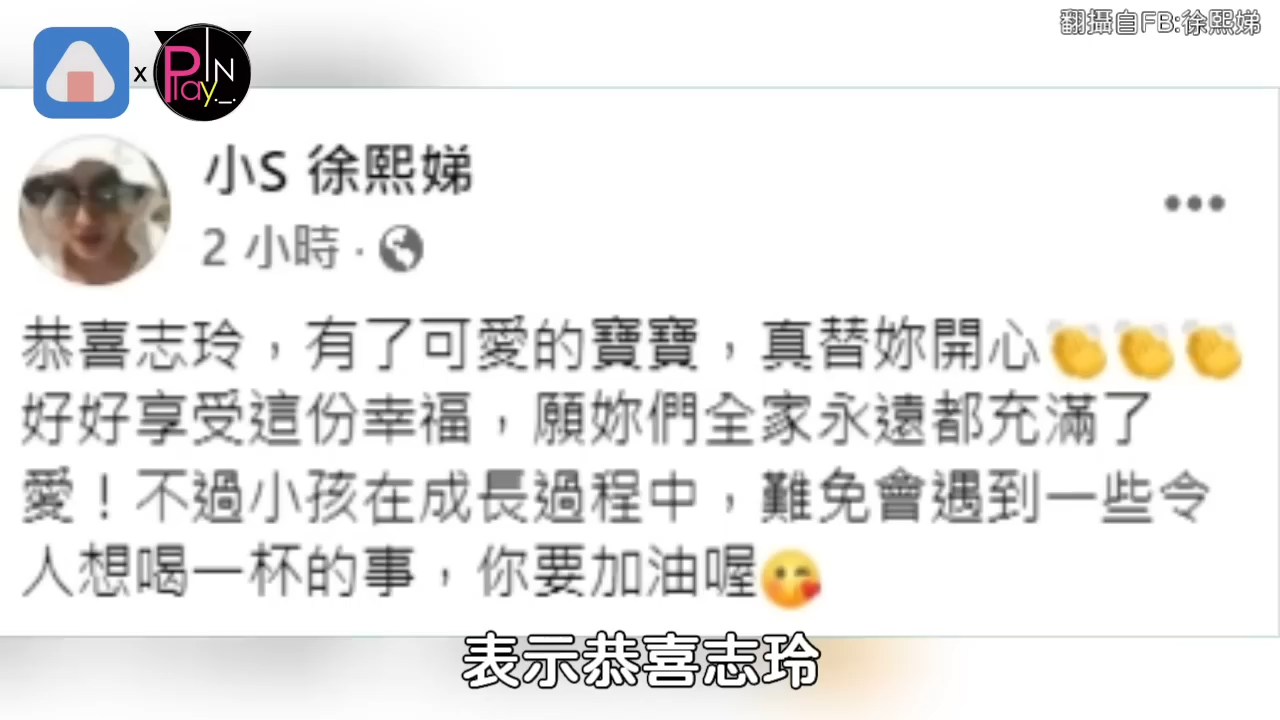 翻攝自FB:徐熙娣
x
PIN
Play._.
小S 徐熙娣
2 小時 ·
恭喜志玲，有了可愛的寶寶，真替妳開心👏👏👏
好好享受這份幸福，願妳們全家永遠都充滿了
愛！不過小孩在成長過程中，難免會遇到一些令
人想喝一杯的事，你要加油喔😘
表示恭喜志玲